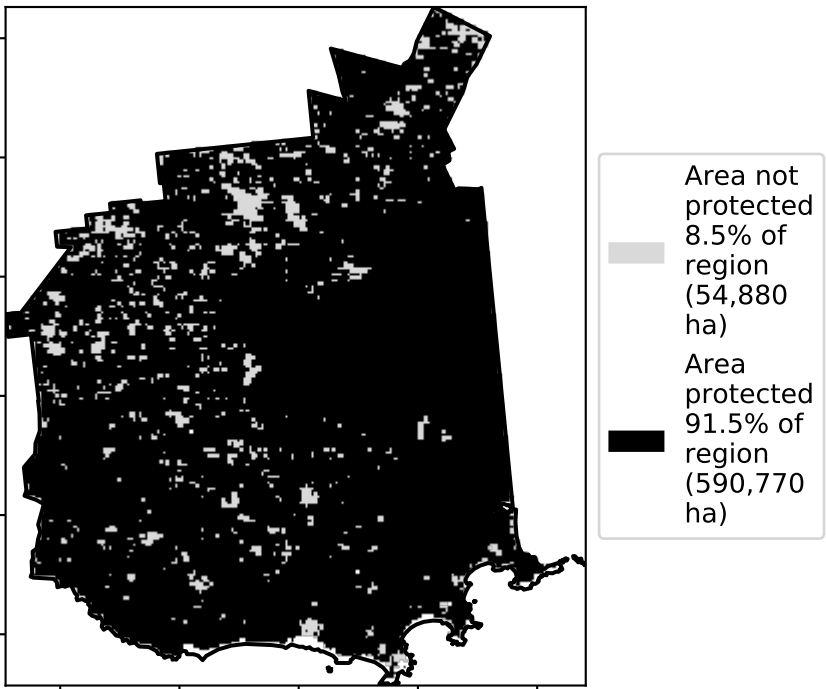 Area not
protected
8.5% of
region
(54,880
ha)
Area
protected
91.5% of
region
(590,770
ha)